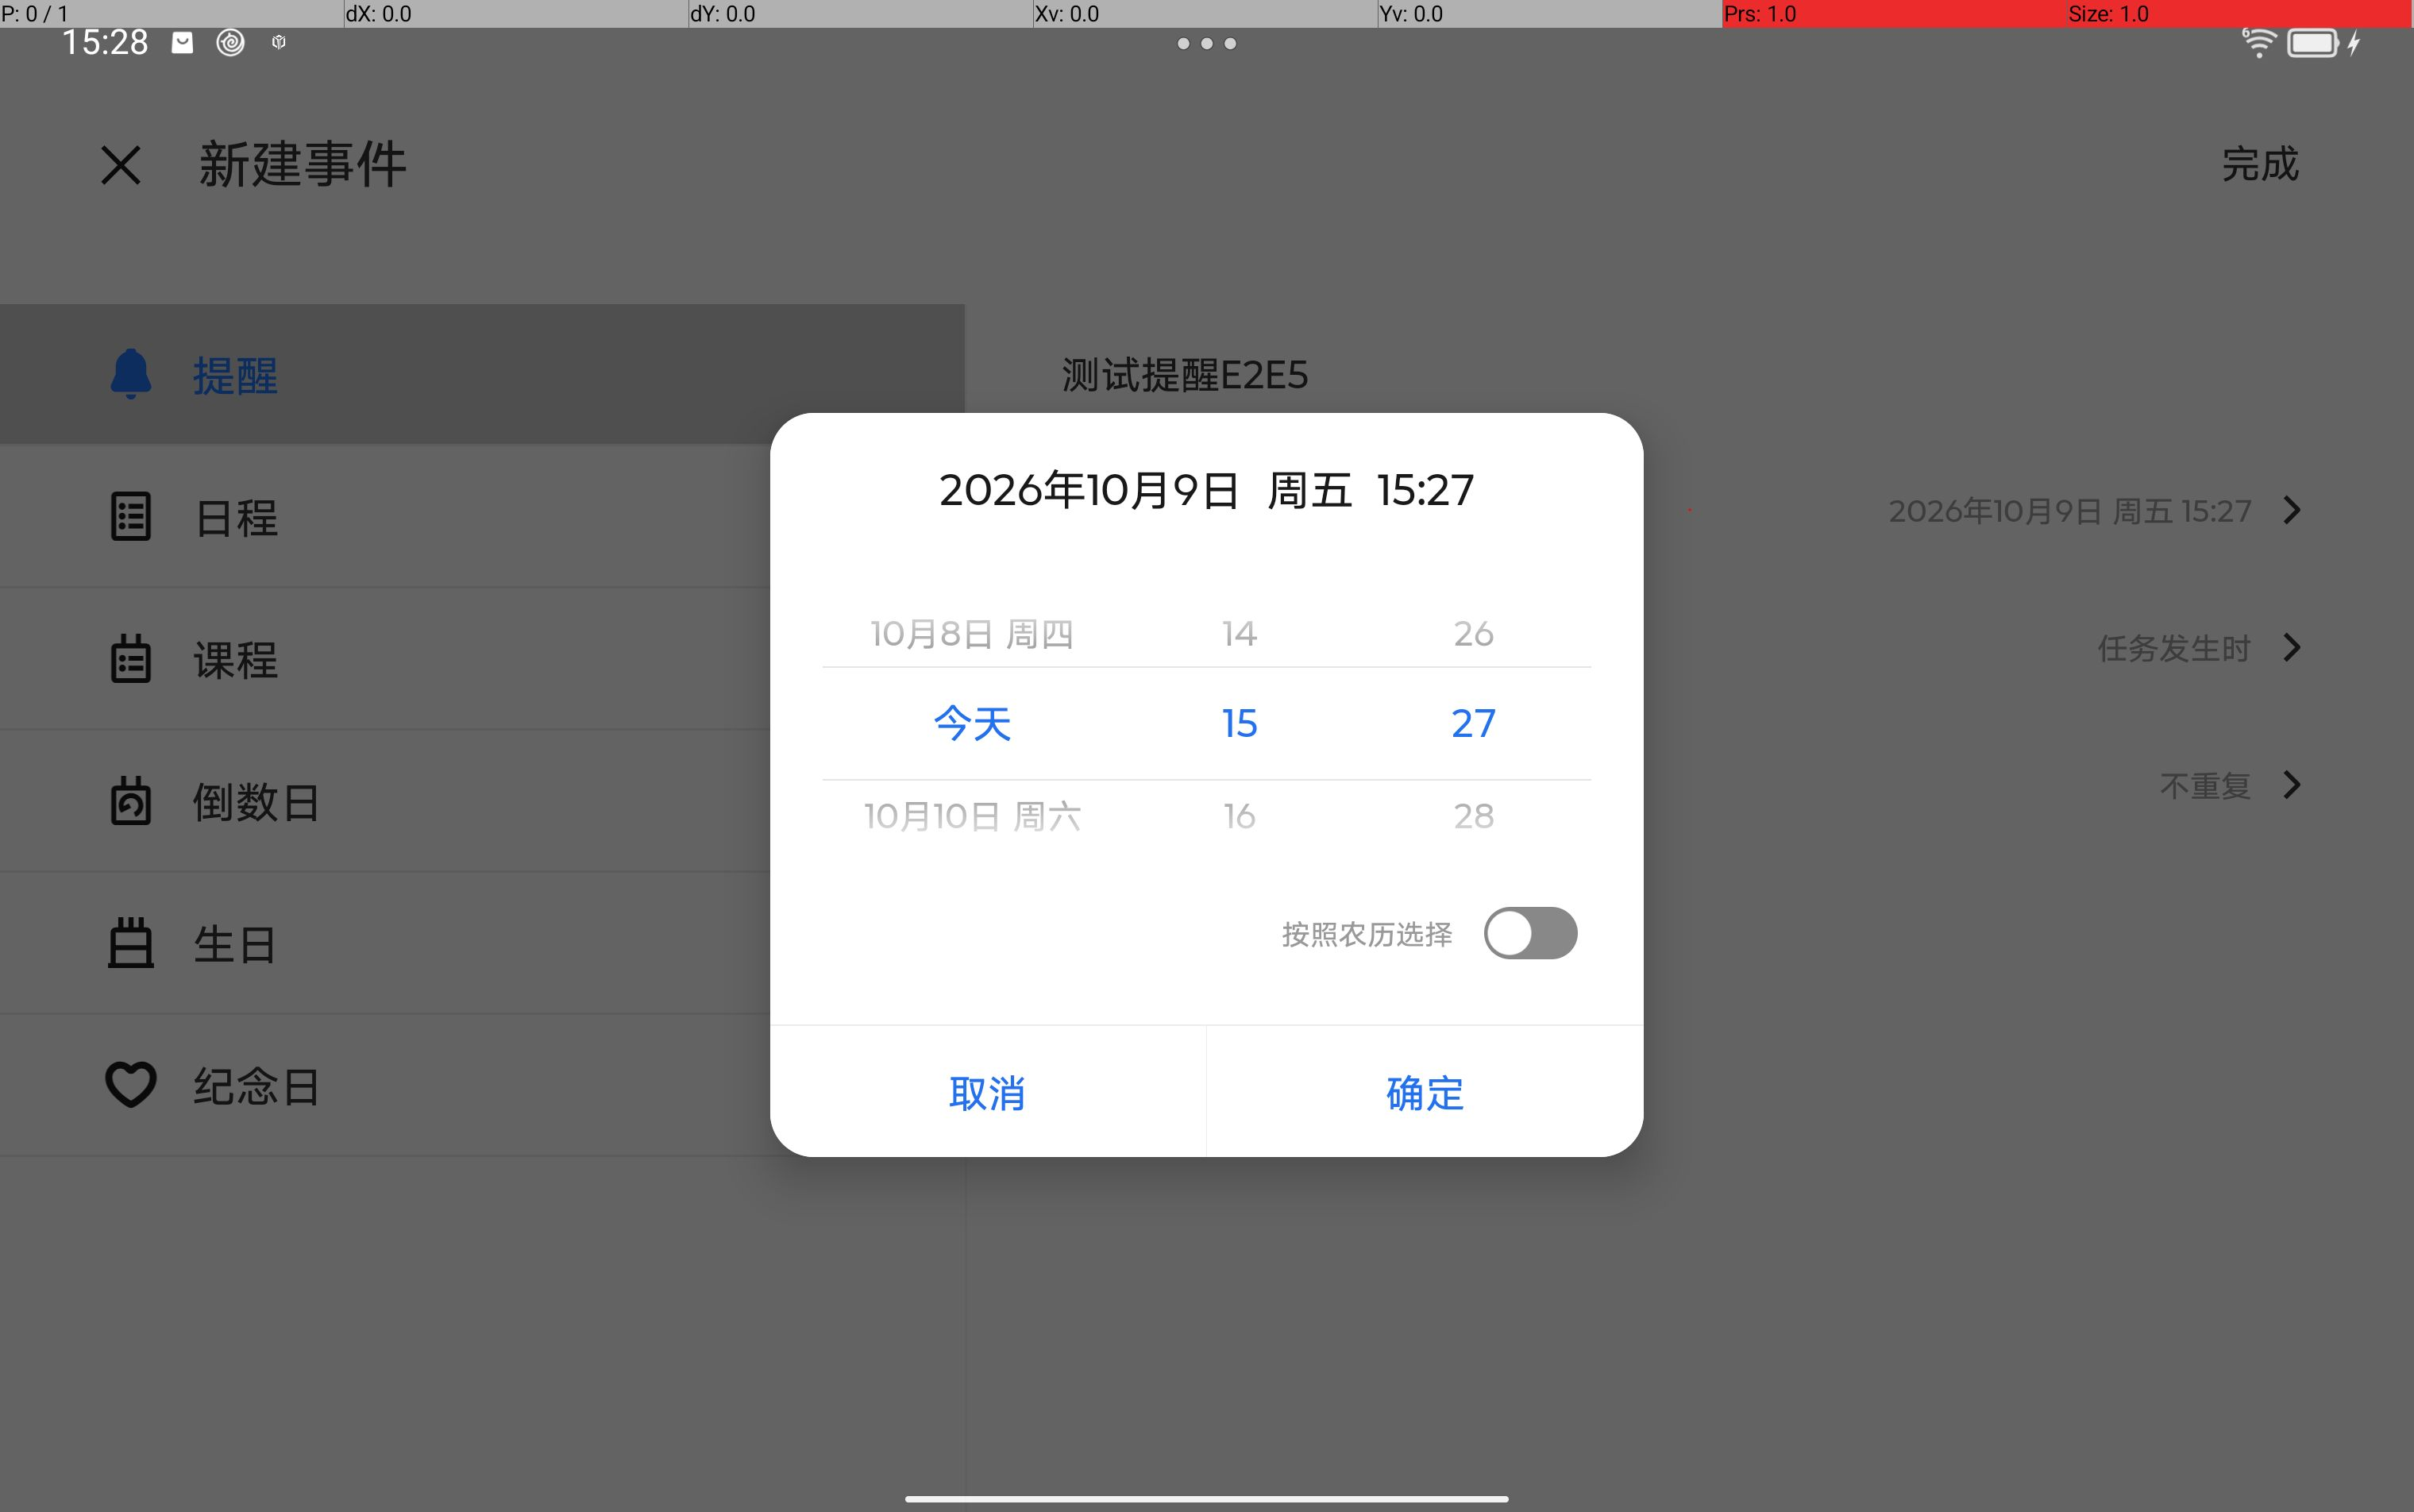 P: 0 / 1 dX: 0.0 dY: 0.0 Xv: 0.0 Yv: 0.0 Prs: 1.0 Size: 1.0
15:28 6
新建事件 完成
提醒
测试提醒E2E5
日程
2026年10月9日 周五 15:27
课程
任务发生时
倒数日
不重复
生日
纪念日
2026年10月9日 周五 15:27
10月8日 周四 14 26
今天 15 27
10月10日 周六 16 28
按照农历选择
取消 确定